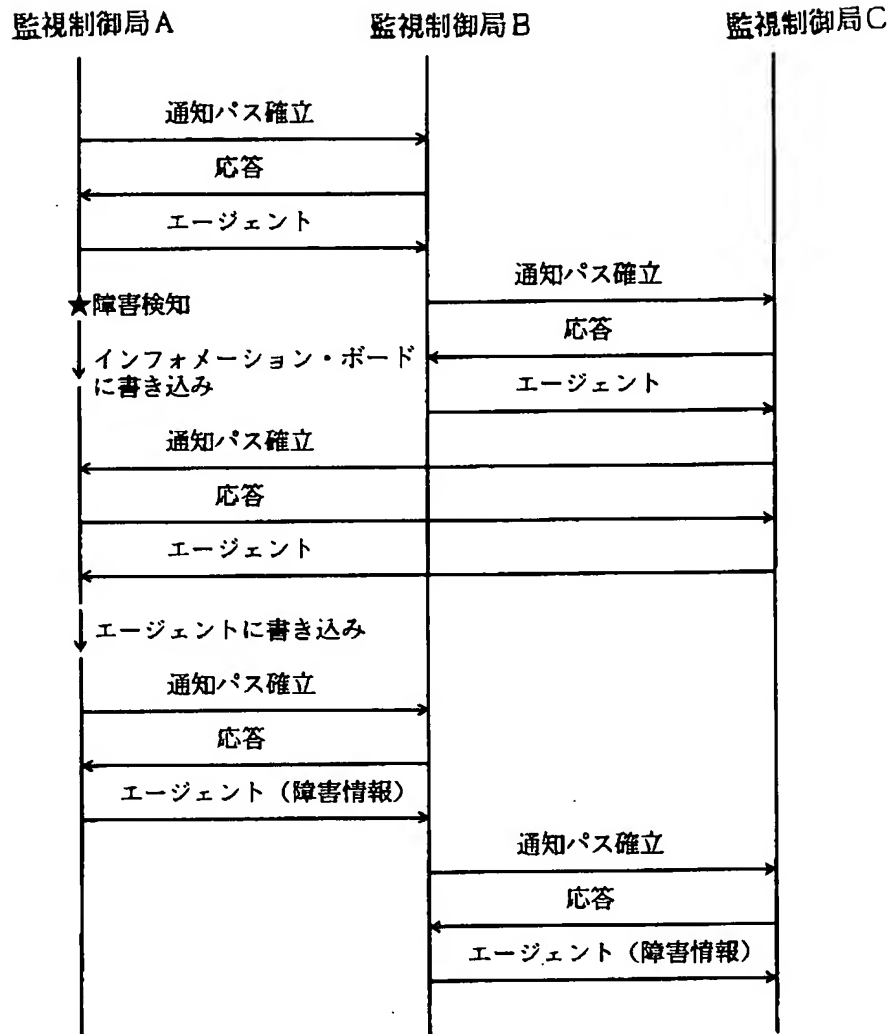 監視制御局A
監視制御局B
監視制御局C
通知パス確立
応答
エージェント
通知パス確立
★障害検知
応答
インフォメーション・ボード
に書き込み
エージェント
通知パス確立
応答
エージェント
エージェントに書き込み
通知パス確立
応答
エージェント（障害情報）
通知パス確立
応答
エージェント（障害情報）